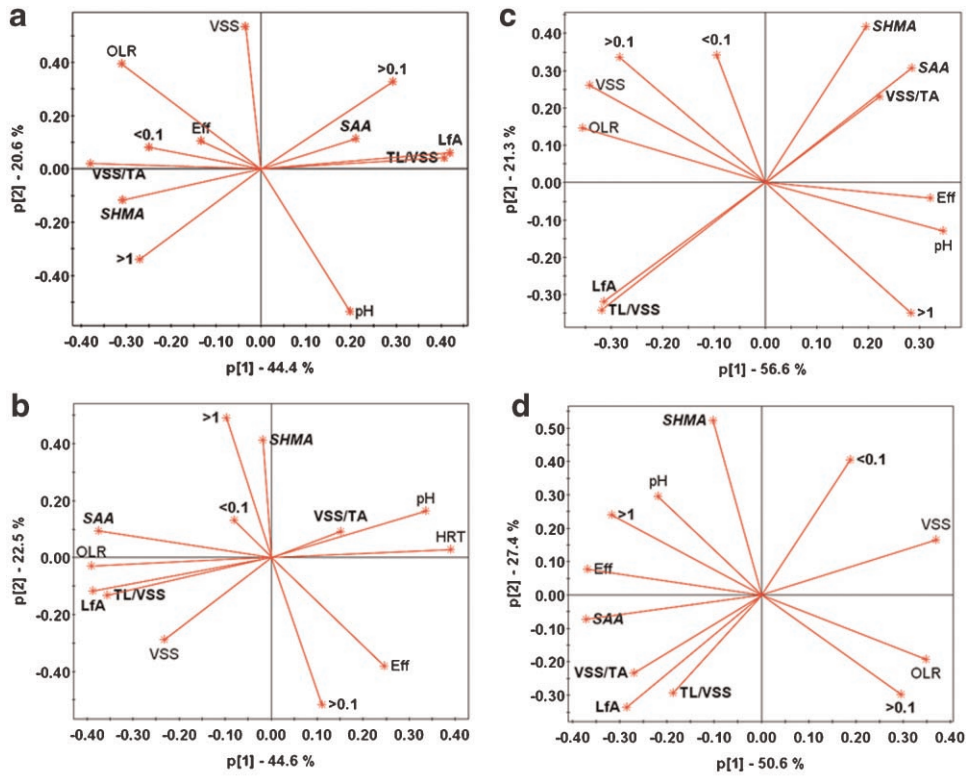 a
VSS
OLR
>0.1
0.40
0.20
<0.1
Eff
SAA
LfA
TL/VSS
0.00
VSS/TA
SHMA
-0.20
>1
-0.40
pH
p[2] - 20.6 %
-0.40 -0.30 -0.20 -0.10 0.00 0.10 0.20 0.30 0.40
p[1] - 44.4 %
b
>1
SHMA
0.40
0.20
<0.1
VSS/TA
pH
SAA
HRT
0.00
OLR
LfA
TL/VSS
-0.20
VSS
Eff
-0.40
>0.1
p[2] - 22.5 %
-0.40 -0.30 -0.20 -0.10 0.00 0.10 0.20 0.30 0.40
p[1] - 44.6 %
c
SHMA
0.40
>0.1
<0.1
SAA
0.30
VSS
VSS/TA
0.20
OLR
0.10
0.00
Eff
-0.10
pH
-0.20
-0.30
LfA
TL/VSS
>1
p[2] - 21.3 %
-0.30 -0.20 -0.10 0.00 0.10 0.20 0.30
p[1] - 56.6 %
d
SHMA
0.50
0.40
<0.1
0.30
pH
>1
VSS
0.20
0.10
Eff
0.00
SAA
-0.10
VSS/TA
OLR
-0.20
LfA
TL/VSS
>0.1
-0.30
p[2] - 27.4 %
-0.40 -0.30 -0.20 -0.10 0.00 0.10 0.20 0.30 0.40
p[1] - 50.6 %